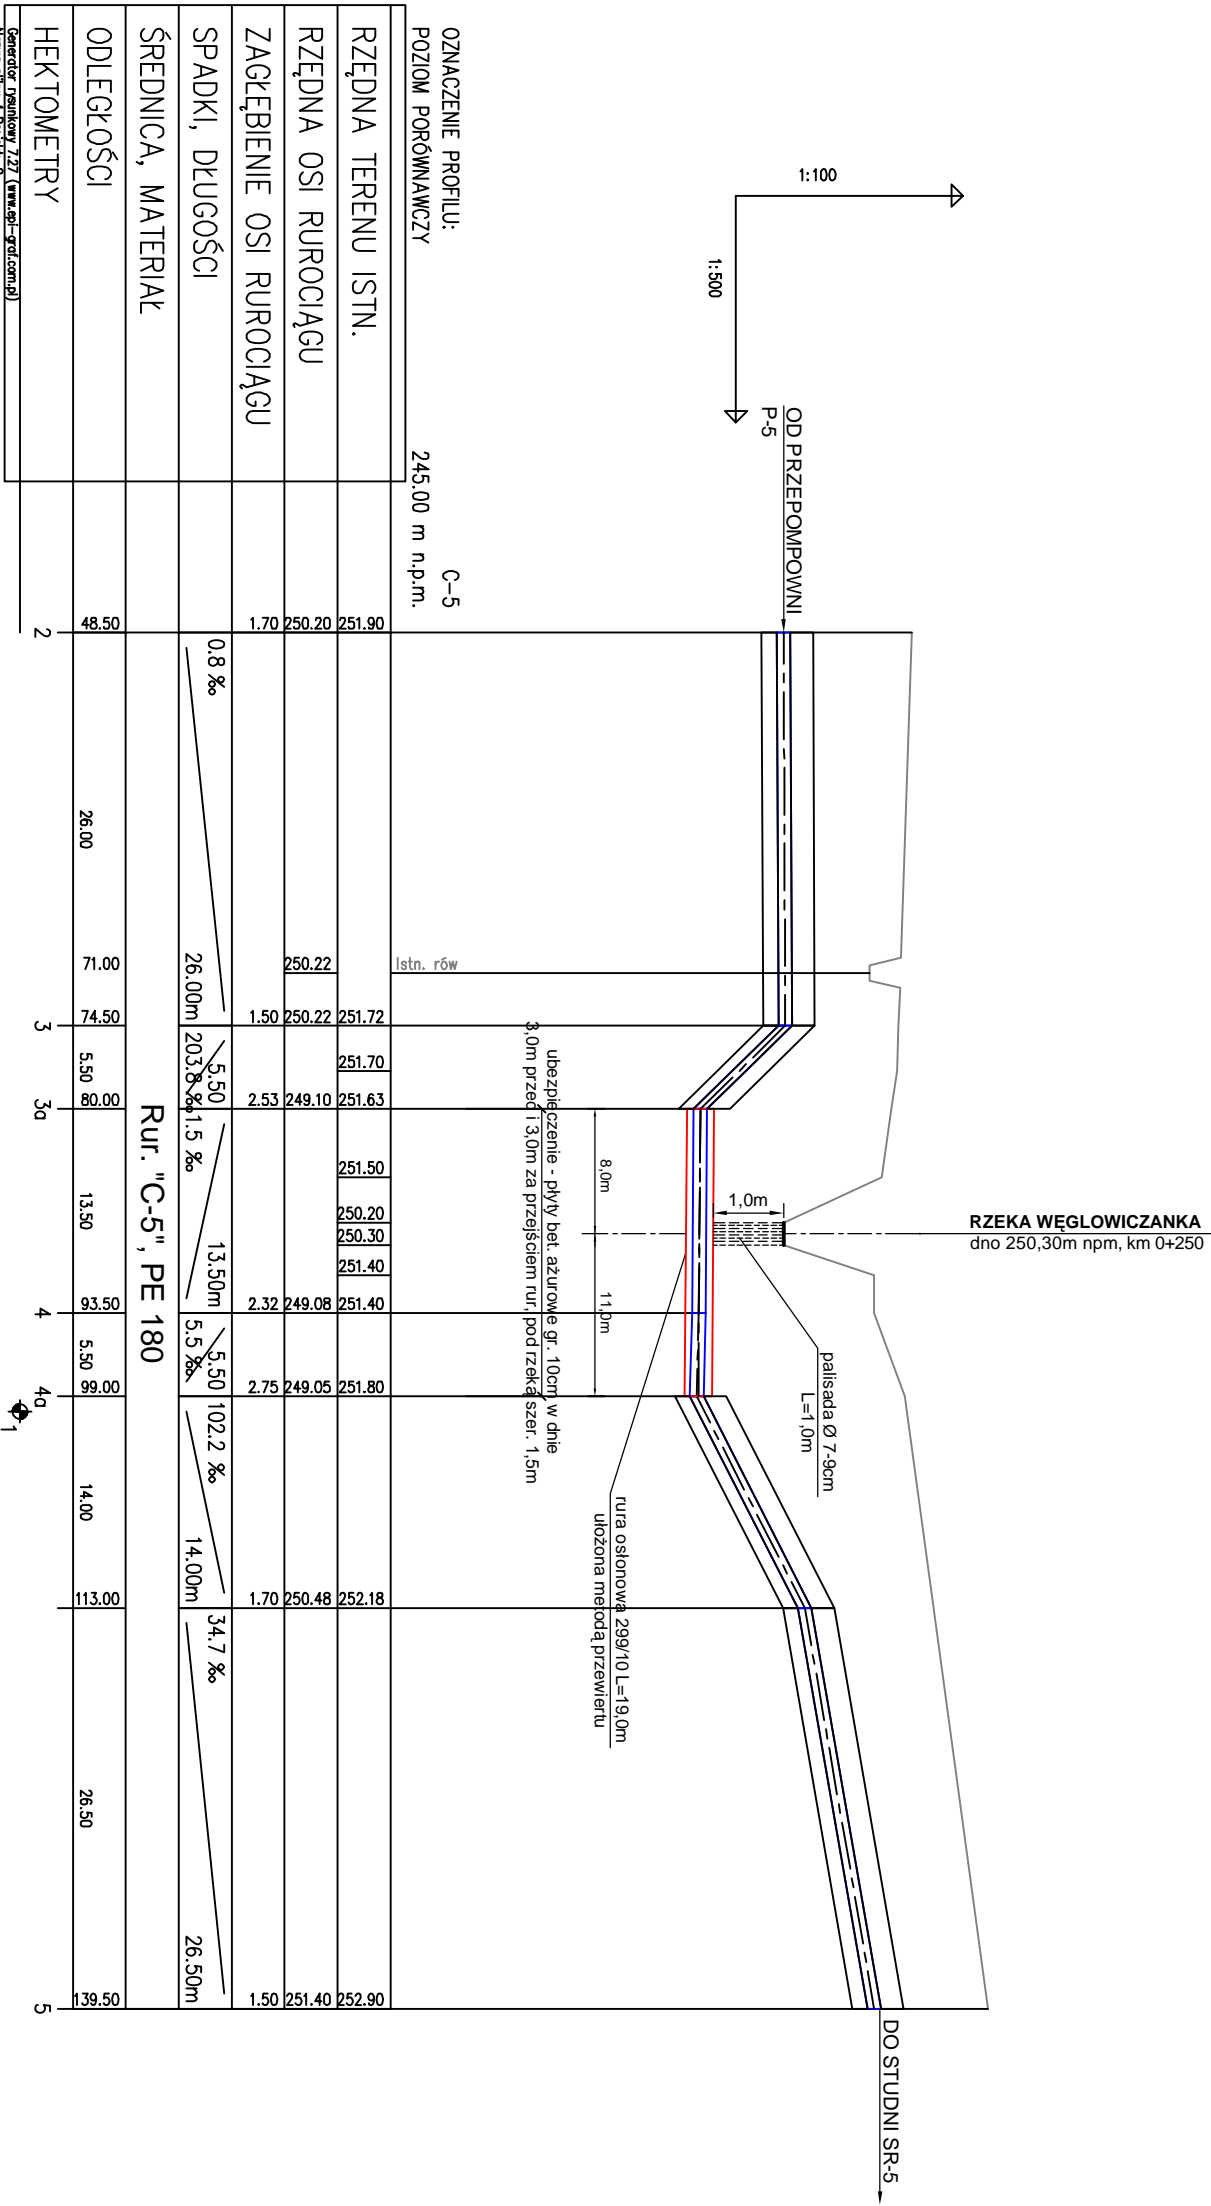 1:100
1:500
OD PRZEPOMPOWNI
P-5
DO STUDNI SR-5
RZEKA WĘGLOWICZANKA
dno 250,30m npm, km 0+250
palisada Ø 7-9cm
L=1,0m
1,0m
8,0m
11,0m
rura osłonowa 299/10 L=19,0m
ułożona metodą przewiertu
ubezpieczenie - płyty bet. ażurowe gr. 10cm w dnie
3,0m przed i 3,0m za przejściem rur, pod rzeką szer. 1,5m
Istn. rów
OZNACZENIE PROFILU: C-5
POZIOM PORÓWNAWCZY 245.00 m n.p.m.
RZĘDNA TERENU ISTN. 251.90 251.72 251.70 251.63 251.50 250.20 250.30 251.40 251.40 251.80 252.18 252.90
RZĘDNA OSI RUROCIĄGU 250.20 250.22 250.22 249.10 249.08 249.05 250.48 251.40
ZAGŁĘBIENIE OSI RUROCIĄGU 1.70 1.50 2.53 2.32 2.75 1.70 1.50
SPADKI, DŁUGOŚCI 0.8 ‰ 26.00m 203.8 ‰ 5.50 1.5 ‰ 13.50m 5.5 ‰ 5.50 102.2 ‰ 14.00m 34.7 ‰ 26.50m
ŚREDNICA, MATERIAŁ Rur. "C-5", PE 180
ODLEGŁOŚCI 48.50 26.00 71.00 74.50 5.50 80.00 13.50 93.50 5.50 99.00 14.00 113.00 26.50 139.50
HEKTOMETRY 2 3 3a 4 4a 1 5
Generator rysunkowy 7.27 (www.epi-graf.com.pl)